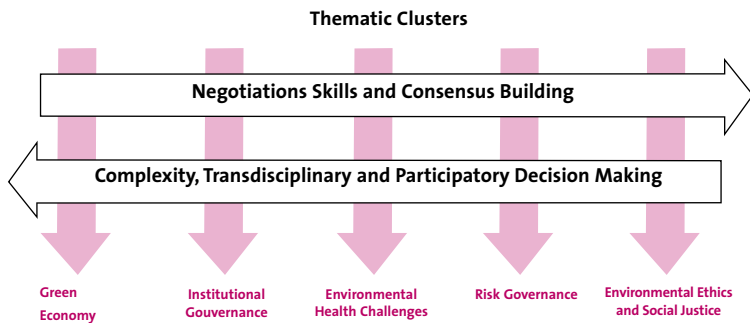 Thematic Clusters
Negotiations Skills and Consensus Building
Complexity, Transdisciplinary and Participatory Decision Making
Green
Economy
Institutional
Gouvernance
Environmental
Health Challenges
Risk Governance
Environmental Ethics
and Social Justice